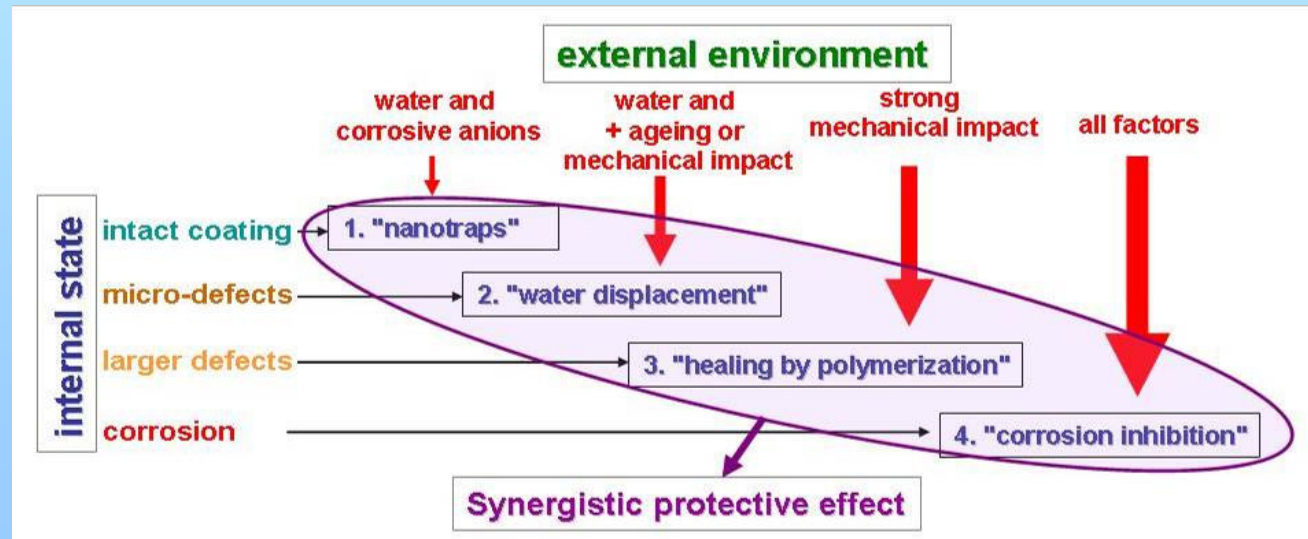 external environment
water and
corrosive anions
water and
+ ageing or
mechanical impact
strong
mechanical impact
all factors
internal state
intact coating
1. "nanotraps"
micro-defects
2. "water displacement"
larger defects
3. "healing by polymerization"
corrosion
4. "corrosion inhibition"
Synergistic protective effect